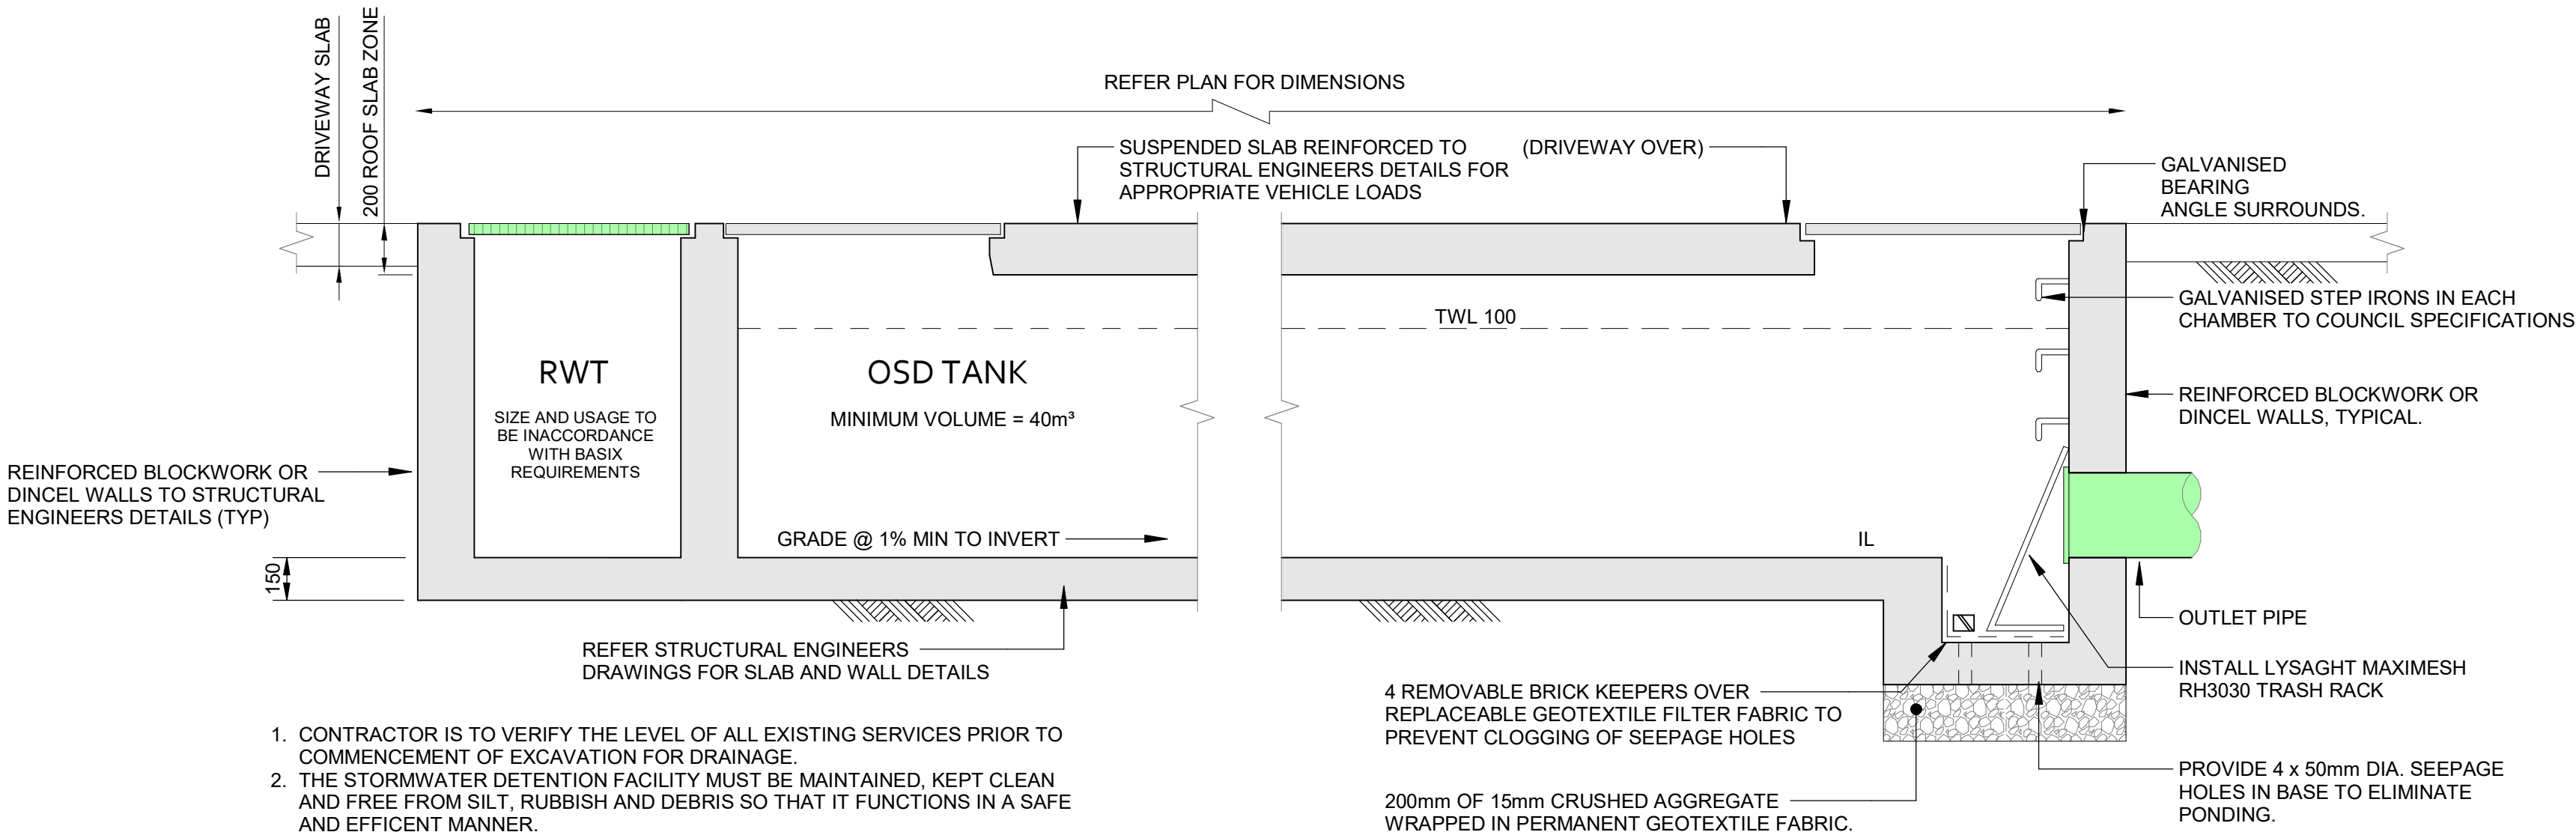 DRIVEWAY SLAB
200 ROOF SLAB ZONE
REFER PLAN FOR DIMENSIONS
SUSPENDED SLAB REINFORCED TO
STRUCTURAL ENGINEERS DETAILS FOR
APPROPRIATE VEHICLE LOADS
(DRIVEWAY OVER)
GALVANISED
BEARING
ANGLE SURROUNDS.
GALVANISED STEP IRONS IN EACH
CHAMBER TO COUNCIL SPECIFICATIONS
TWL 100
RWT
SIZE AND USAGE TO
BE INACCORDANCE
WITH BASIX
REQUIREMENTS
OSD TANK
MINIMUM VOLUME = 40m³
REINFORCED BLOCKWORK OR
DINCEL WALLS, TYPICAL.
REINFORCED BLOCKWORK OR
DINCEL WALLS TO STRUCTURAL
ENGINEERS DETAILS (TYP)
GRADE @ 1% MIN TO INVERT
IL
150
OUTLET PIPE
REFER STRUCTURAL ENGINEERS
DRAWINGS FOR SLAB AND WALL DETAILS
INSTALL LYSAGHT MAXIMESH
RH3030 TRASH RACK
4 REMOVABLE BRICK KEEPERS OVER
REPLACEABLE GEOTEXTILE FILTER FABRIC TO
PREVENT CLOGGING OF SEEPAGE HOLES
1. CONTRACTOR IS TO VERIFY THE LEVEL OF ALL EXISTING SERVICES PRIOR TO
COMMENCEMENT OF EXCAVATION FOR DRAINAGE.
2. THE STORMWATER DETENTION FACILITY MUST BE MAINTAINED, KEPT CLEAN
AND FREE FROM SILT, RUBBISH AND DEBRIS SO THAT IT FUNCTIONS IN A SAFE
AND EFFICENT MANNER.
200mm OF 15mm CRUSHED AGGREGATE
WRAPPED IN PERMANENT GEOTEXTILE FABRIC.
PROVIDE 4 x 50mm DIA. SEEPAGE
HOLES IN BASE TO ELIMINATE
PONDING.